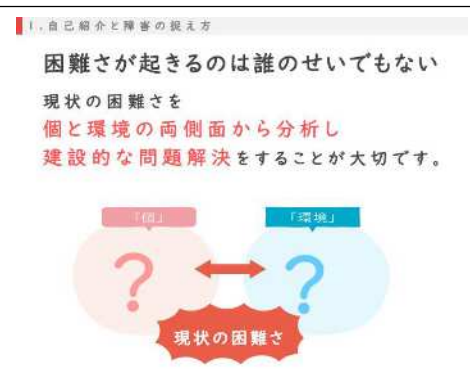 1.自己紹介と障害の捉え方
困難さが起きるのは誰のせいでもない
現状の困難さを
個と環境の両側面から分析し
建設的な問題解決をすることが大切です。
「個」
「環境」
?
?
現状の困難さ